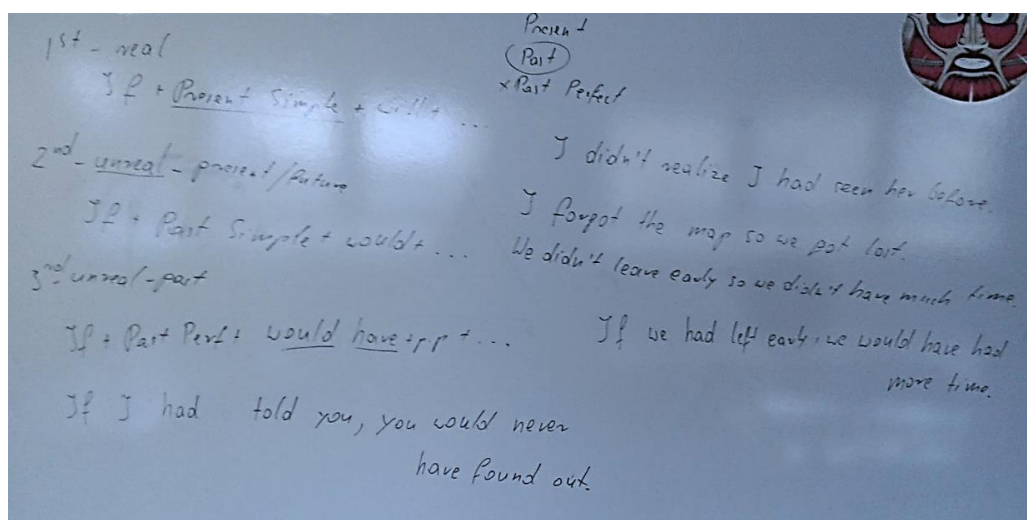 1st - real
If + Present Simple + will + ...
2nd - unreal - present/future
If + Past Simple + would + ...
3rd unreal - past
If + Past Perf + would have + p.p + ...
If I had told you, you would never
have found out.
Present
Past
x Past Perfect
I didn't realize I had seen her before.
I forgot the map so we got lost.
We didn't leave early so we didn't have much time.
If we had left early, we would have had
more time.